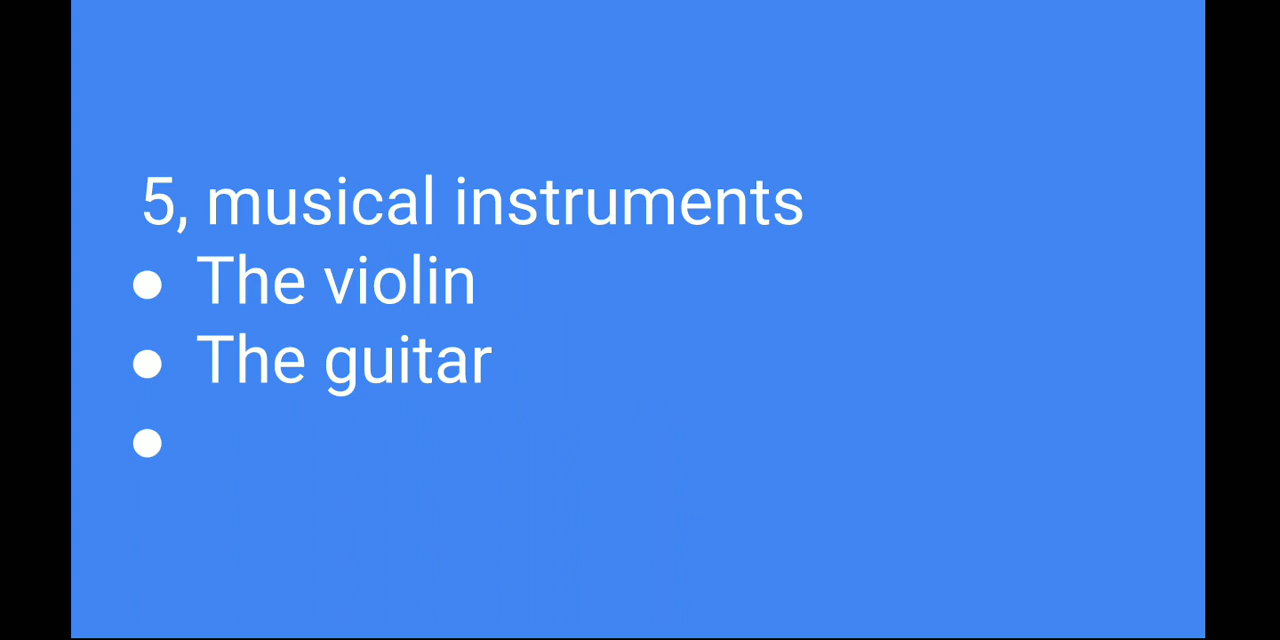 5, musical instruments
● The violin
● The guitar
●